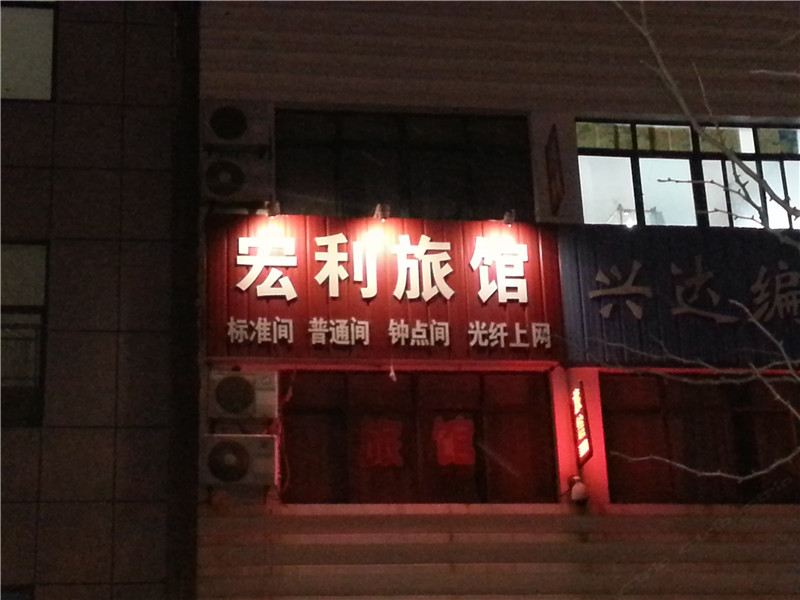 宏利旅馆
标准间 普通间 钟点间 光纤上网
兴达编
旅馆